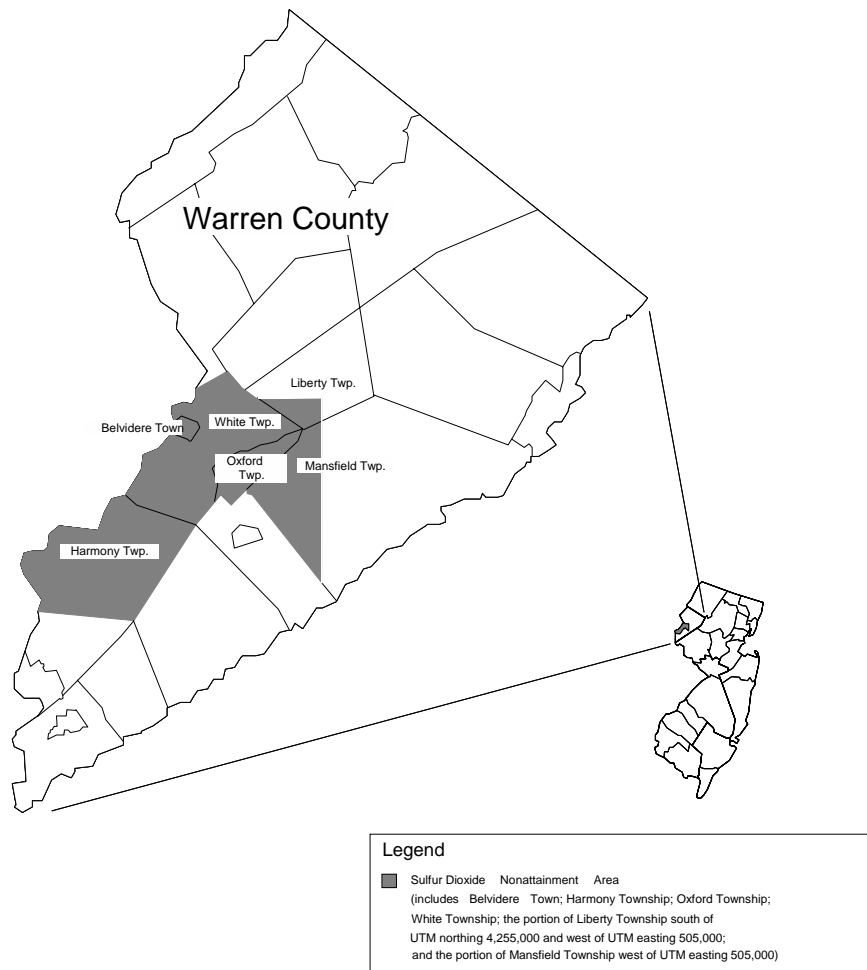 Warren County
Liberty Twp.
White Twp.
Belvidere Town
Oxford
Twp.
Mansfield Twp.
Harmony Twp.
Legend
Sulfur Dioxide Nonattainment Area
(includes Belvidere Town; Harmony Township; Oxford Township;
White Township; the portion of Liberty Township south of
UTM northing 4,255,000 and west of UTM easting 505,000;
and the portion of Mansfield Township west of UTM easting 505,000)